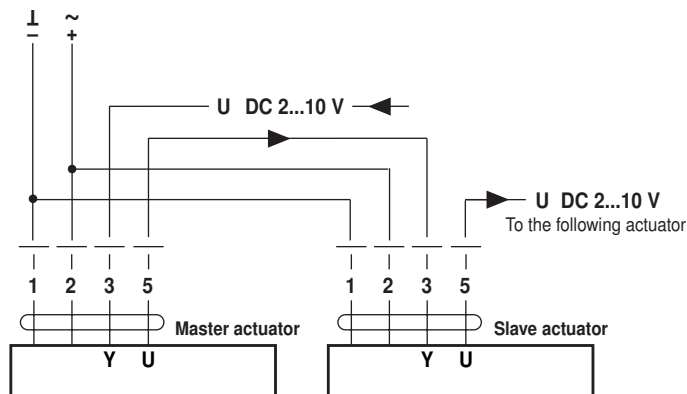 ⊥ ~
– +
U DC 2...10 V
U DC 2...10 V
To the following actuator
1 2 3 5
1 2 3 5
Master actuator
Slave actuator
Y U
Y U